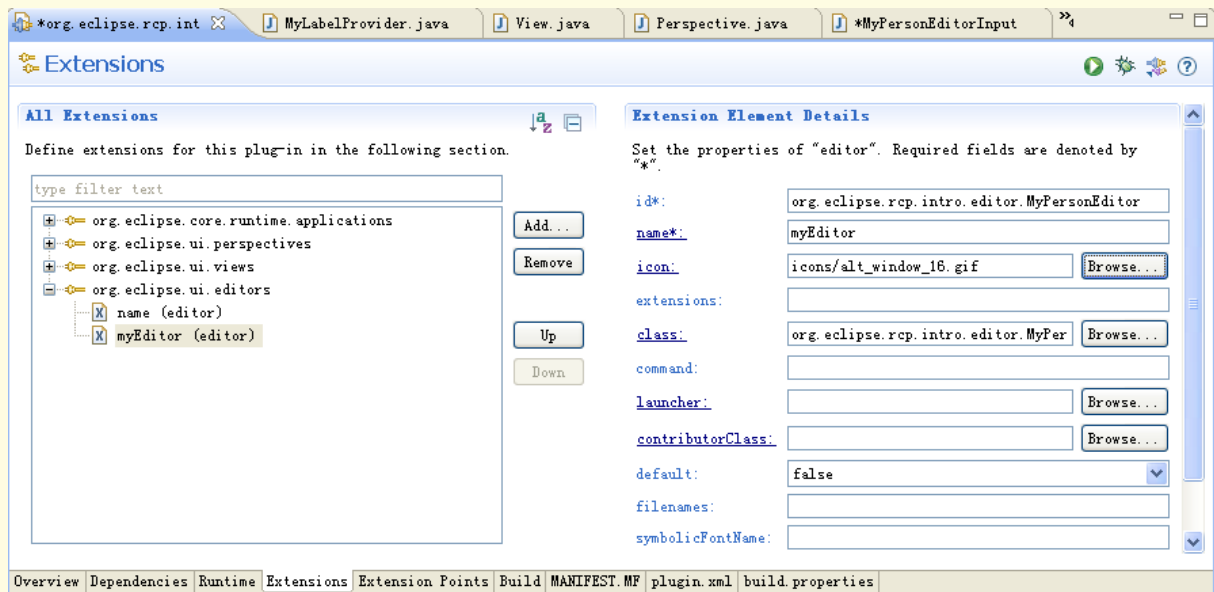 *org.eclipse.rcp.int MyLabelProvider.java View.java Perspective.java *MyPersonEditorInput »4
Extensions
All Extensions
Define extensions for this plug-in in the following section.
type filter text
org.eclipse.core.runtime.applications
org.eclipse.ui.perspectives
org.eclipse.ui.views
org.eclipse.ui.editors
X name (editor)
X myEditor (editor)
Add...
Remove
Up
Down
Extension Element Details
Set the properties of "editor". Required fields are denoted by
"*".
id*: org.eclipse.rcp.intro.editor.MyPersonEditor
name*: myEditor
icon: icons/alt_window_16.gif Browse...
extensions:
class: org.eclipse.rcp.intro.editor.MyPer Browse...
command:
launcher: Browse...
contributorClass: Browse...
default: false
filenames:
symbolicFontName:
Overview Dependencies Runtime Extensions Extension Points Build MANIFEST.MF plugin.xml build.properties